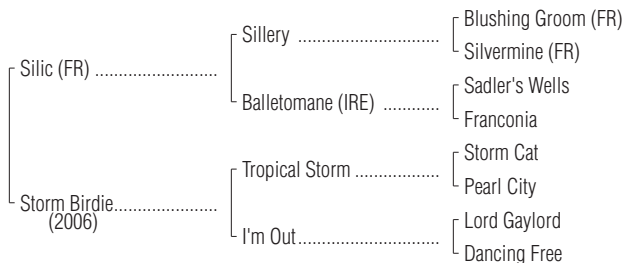 Blushing Groom (FR)
Sillery ..............................
Silvermine (FR)
Silic (FR) ..........................
Sadler's Wells
Balletomane (IRE) ............
Franconia
Storm Cat
Tropical Storm ..................
Pearl City
Storm Birdie......................
(2006)
Lord Gaylord
I'm Out..............................
Dancing Free